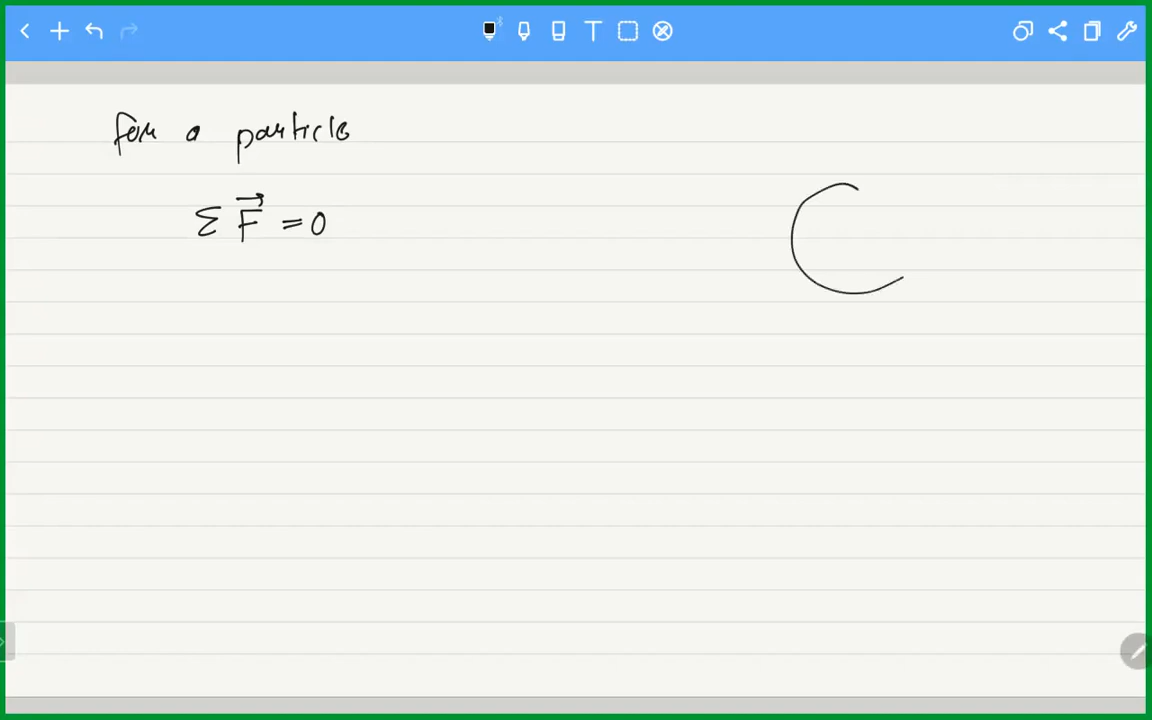 for a particle
Σ F⃗ = 0